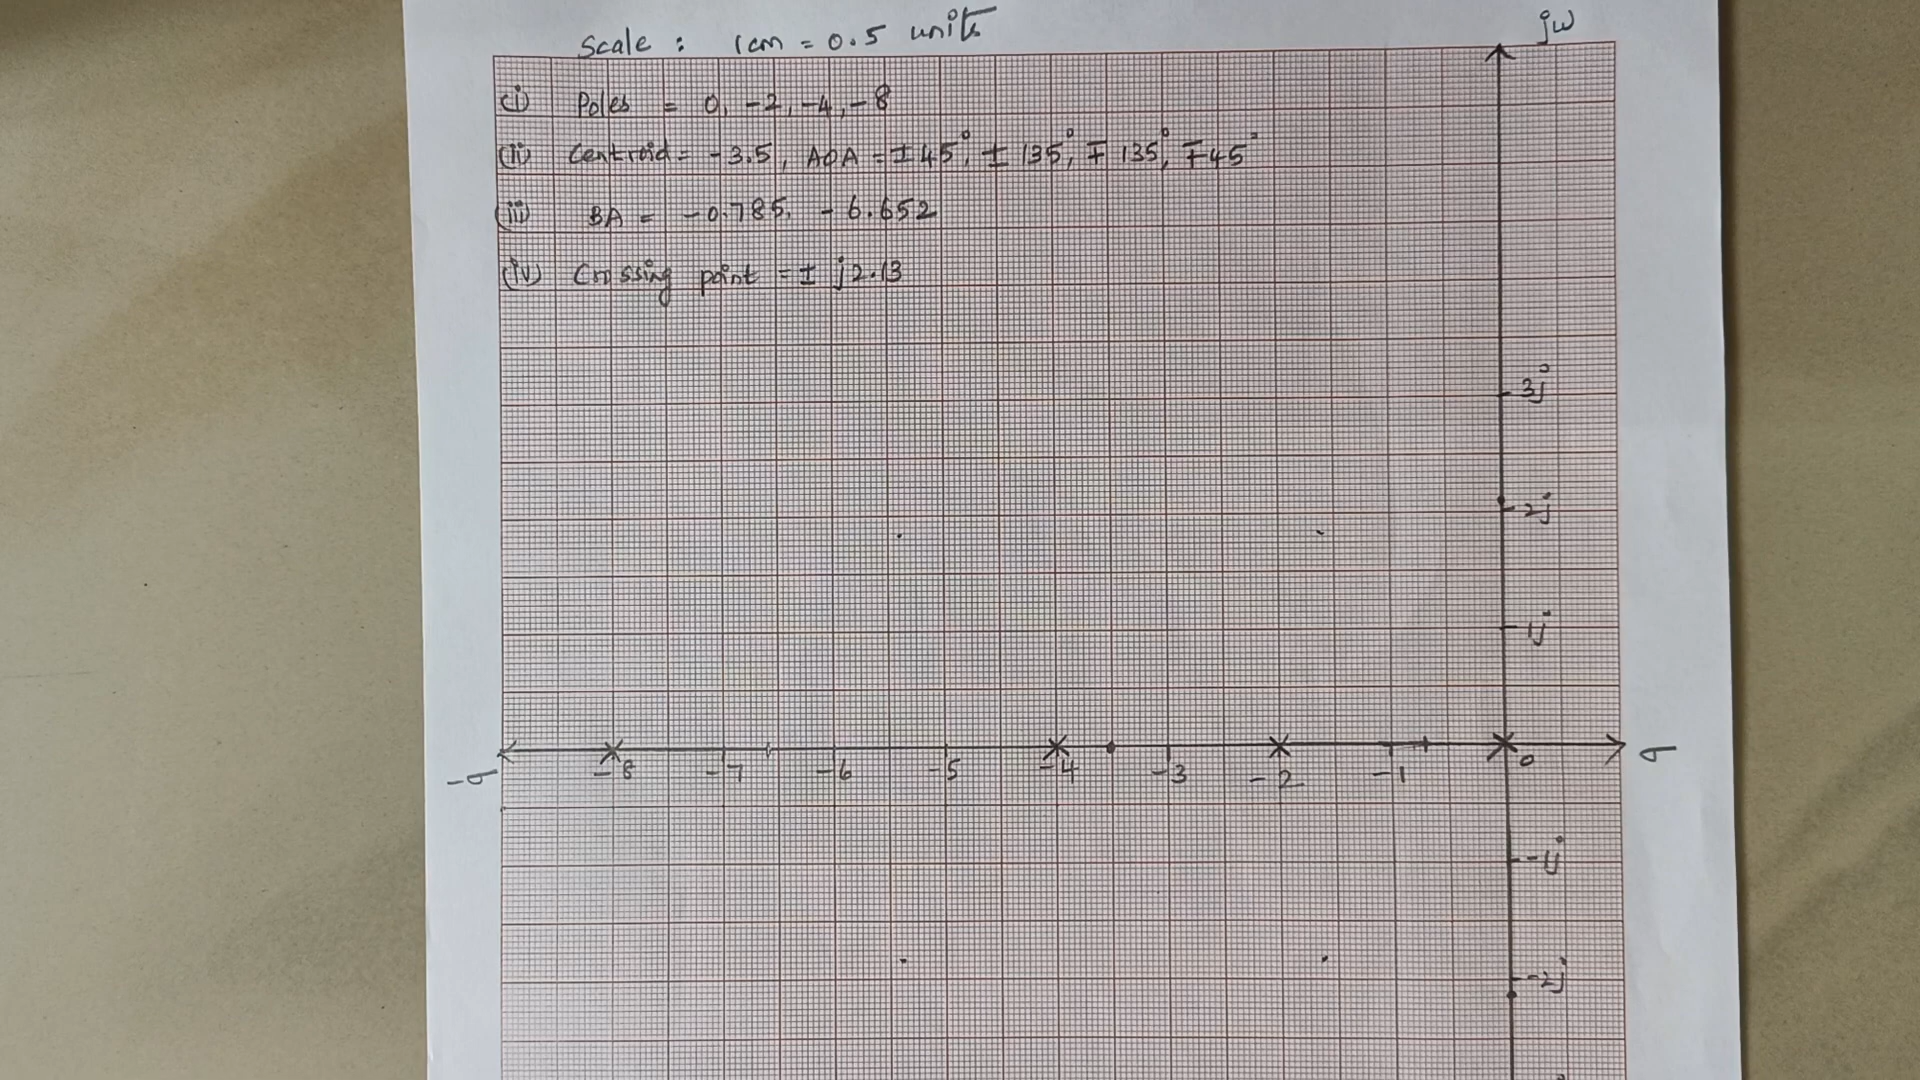 Scale : 1cm = 0.5 units
jω
(i) Poles = 0, -2, -4, -8
(ii) Centroid = -3.5, AOA = ±45°, ±135°, ∓135°, ∓45°
(iii) BA = -0.785, -6.652
(iv) Crossing point = ± j2.13
3j
2j
1j
-σ -8 -7 -6 -5 -4 -3 -2 -1 0 σ
-1j
-2j